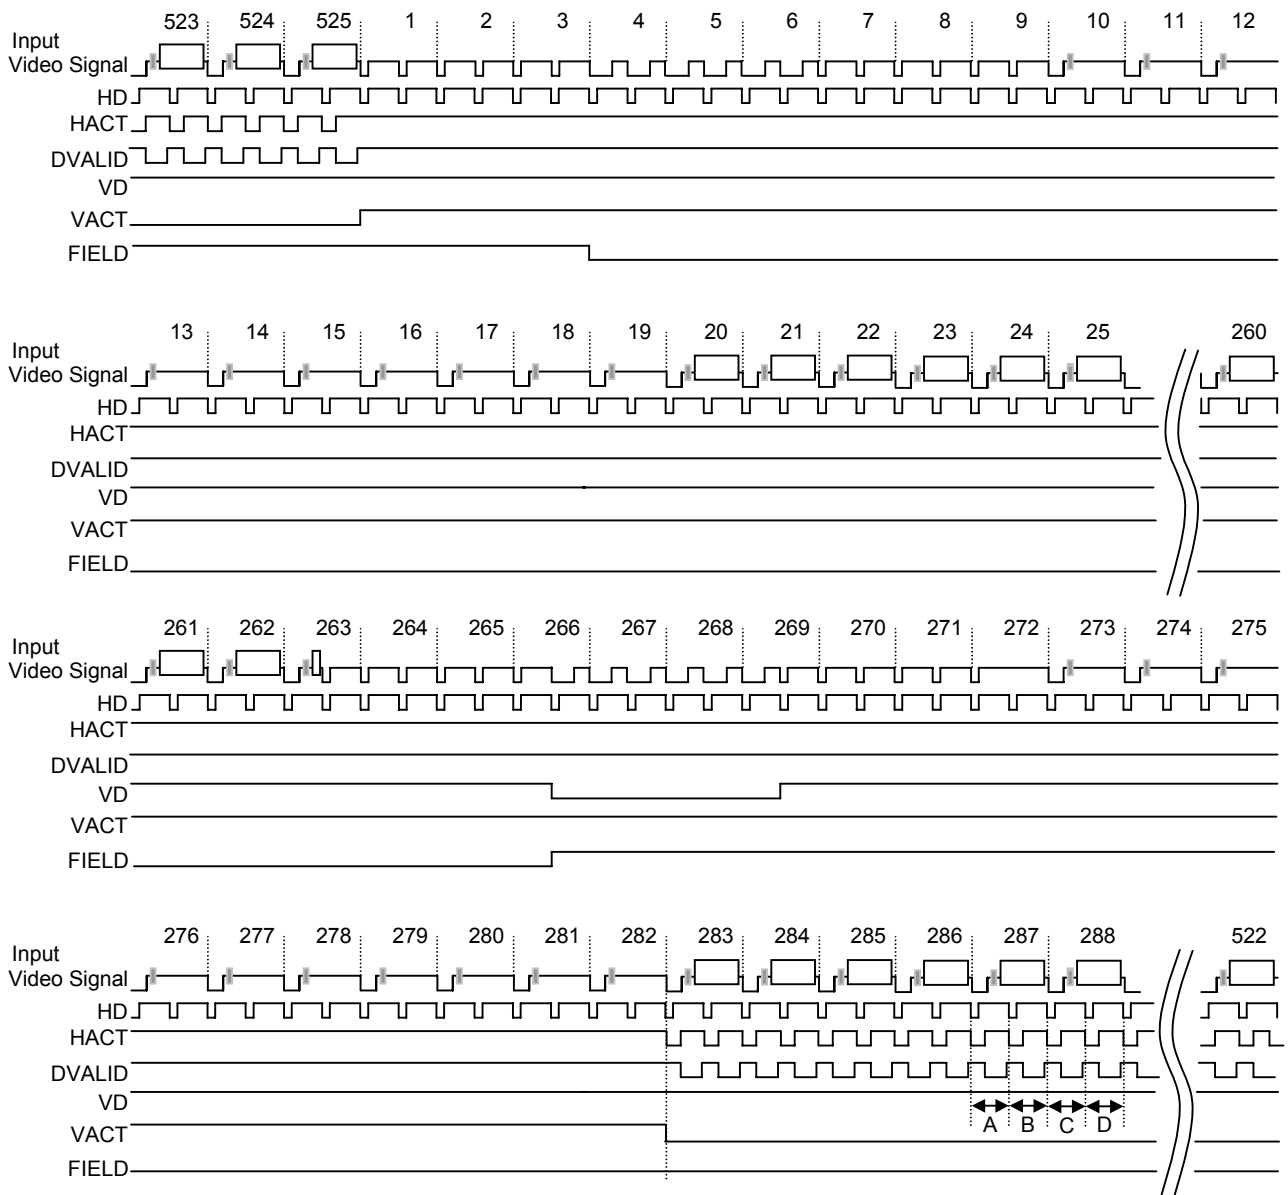 523 524 525 1 2 3 4 5 6 7 8 9 10 11 12
Input
Video Signal
HD
HACT
DVALID
VD
VACT
FIELD
13 14 15 16 17 18 19 20 21 22 23 24 25 260
Input
Video Signal
HD
HACT
DVALID
VD
VACT
FIELD
261 262 263 264 265 266 267 268 269 270 271 272 273 274 275
Input
Video Signal
HD
HACT
DVALID
VD
VACT
FIELD
276 277 278 279 280 281 282 283 284 285 286 287 288 522
Input
Video Signal
HD
HACT
DVALID
VD
A B C D
VACT
FIELD